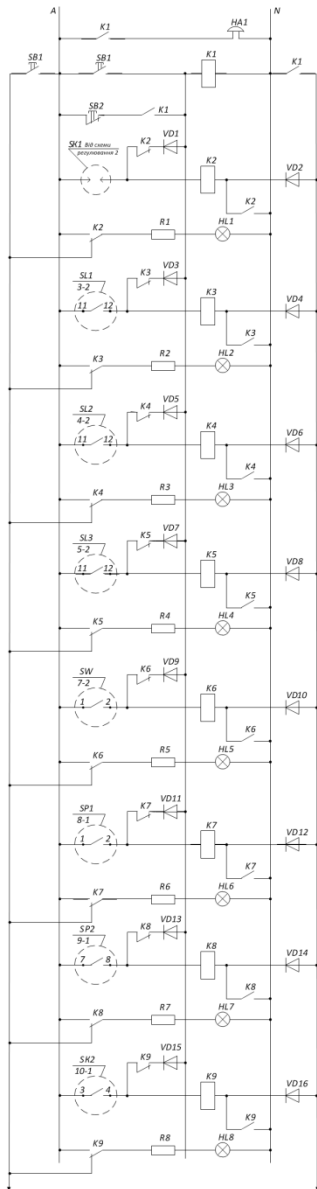 A N
K1 HA1
SB1 SB1 K1 K1
SB2 K1
SK1 Від схеми регулювання 2 K2 VD1 K2 VD2
K2
K2 R1 HL1
SL1 K3 VD3
3-2 K3 VD4
11 12 K3
K3 R2 HL2
SL2 K4 VD5
4-2 K4 VD6
11 12 K4
K4 R3 HL3
SL3 K5 VD7
5-2 K5 VD8
11 12 K5
K5 R4 HL4
SW K6 VD9
7-2 K6 VD10
1 2 K6
K6 R5 HL5
SP1 K7 VD11
8-1 K7 VD12
1 2 K7
K7 R6 HL6
SP2 K8 VD13
9-1 K8 VD14
7 8 K8
K8 R7 HL7
SK2 K9 VD15
10-1 K9 VD16
3 4 K9
K9 R8 HL8